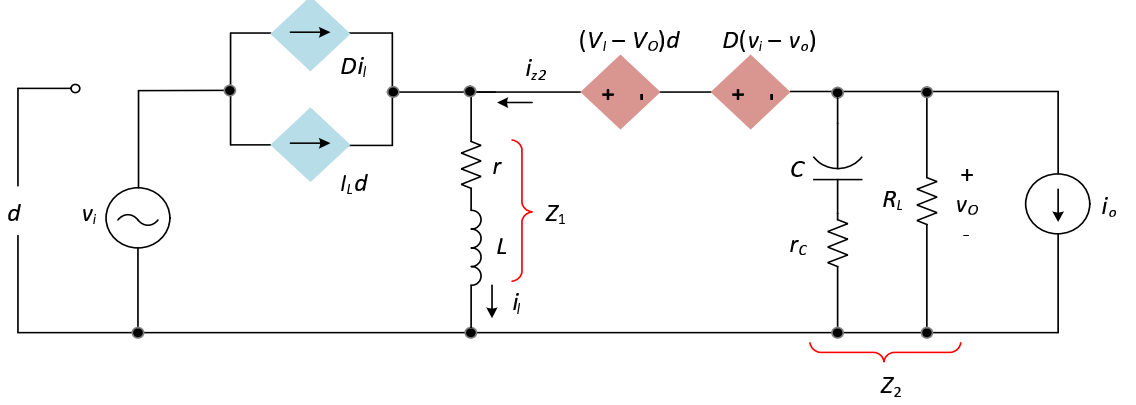 (V_I – V_O)d
D(v_i – v_o)
i_z2
Di_l
+
+
I_Ld
r
C
Z_1
R_L
+
v_O
-
d
v_i
i_o
L
r_C
i_l
Z_2